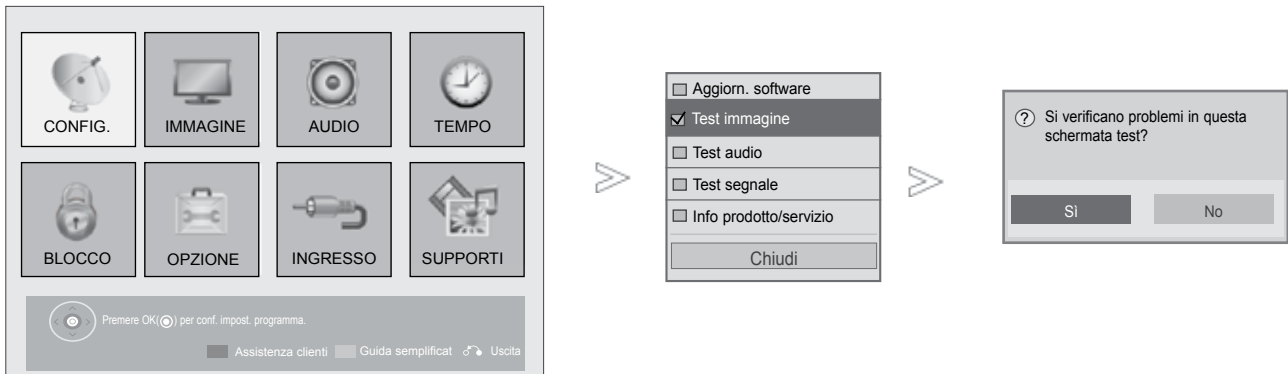 CONFIG. IMMAGINE AUDIO TEMPO
BLOCCO OPZIONE INGRESSO SUPPORTI
Premere OK(◉) per conf. impost. programma.
Assistenza clienti Guida semplificat Uscita
Aggiorn. software
Test immagine
Test audio
Test segnale
Info prodotto/servizio
Chiudi
? Si verificano problemi in questa
schermata test?
Sì No